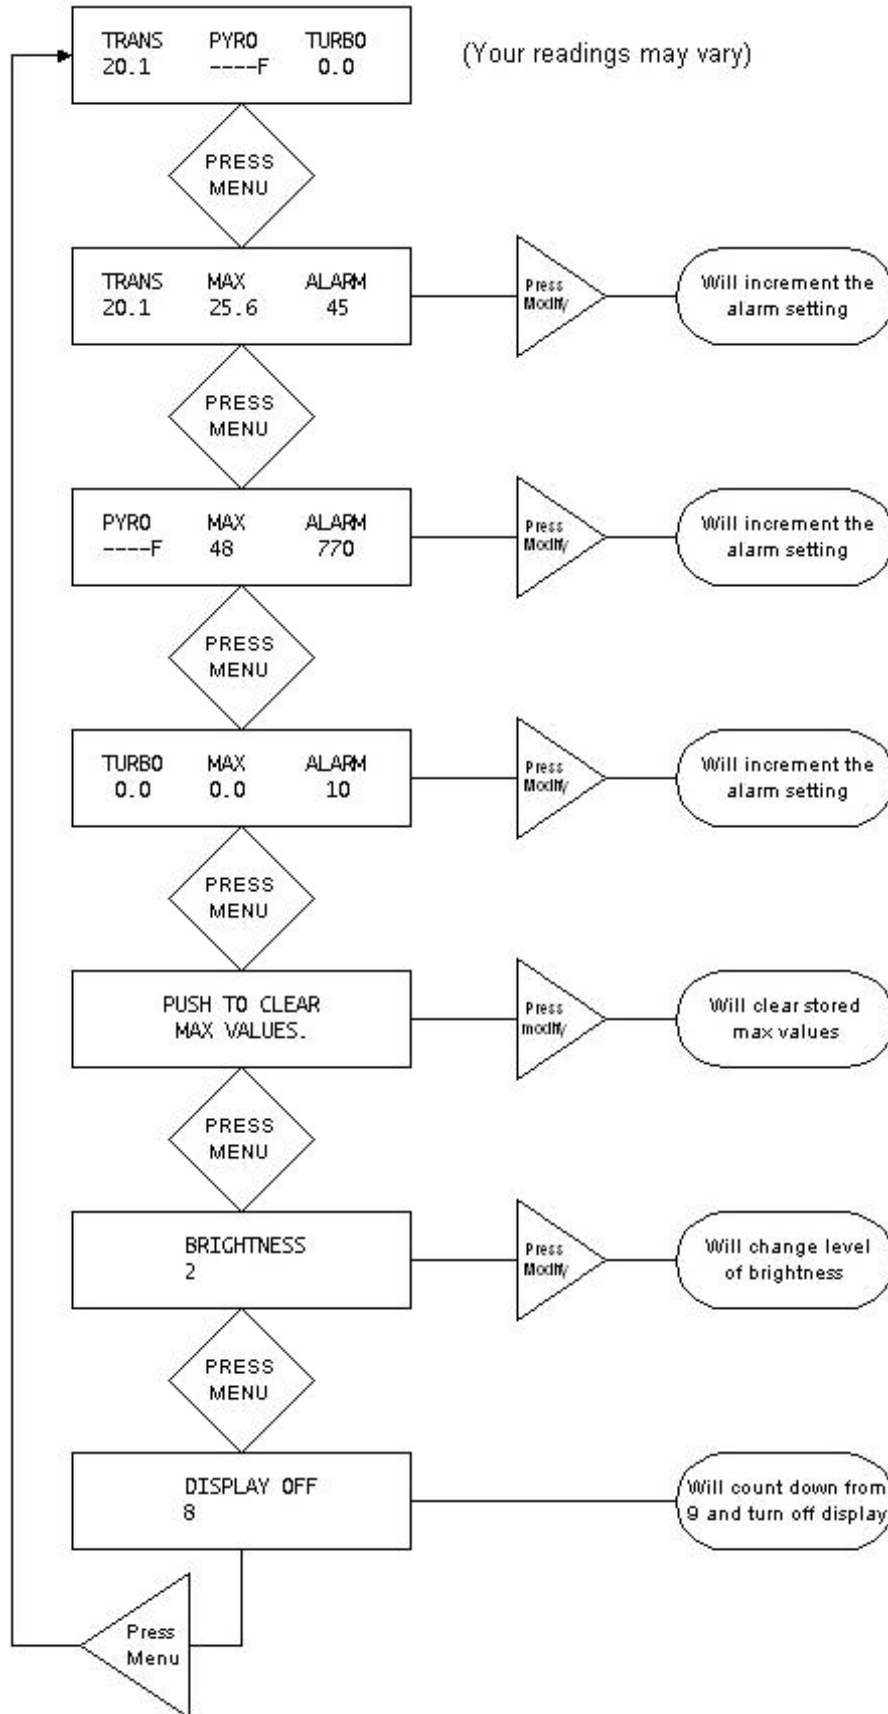 TRANS PYRO TURBO
20.1 ----F 0.0
(Your readings may vary)
PRESS
MENU
TRANS MAX ALARM
20.1 25.6 45
Press
Modify
Will increment the
alarm setting
PRESS
MENU
PYRO MAX ALARM
----F 48 770
Press
Modify
Will increment the
alarm setting
PRESS
MENU
TURBO MAX ALARM
0.0 0.0 10
Press
Modify
Will increment the
alarm setting
PRESS
MENU
PUSH TO CLEAR
MAX VALUES.
Press
modify
Will clear stored
max values
PRESS
MENU
BRIGHTNESS
2
Press
Modify
Will change level
of brightness
PRESS
MENU
DISPLAY OFF
8
Will count down from
9 and turn off display
Press
Menu